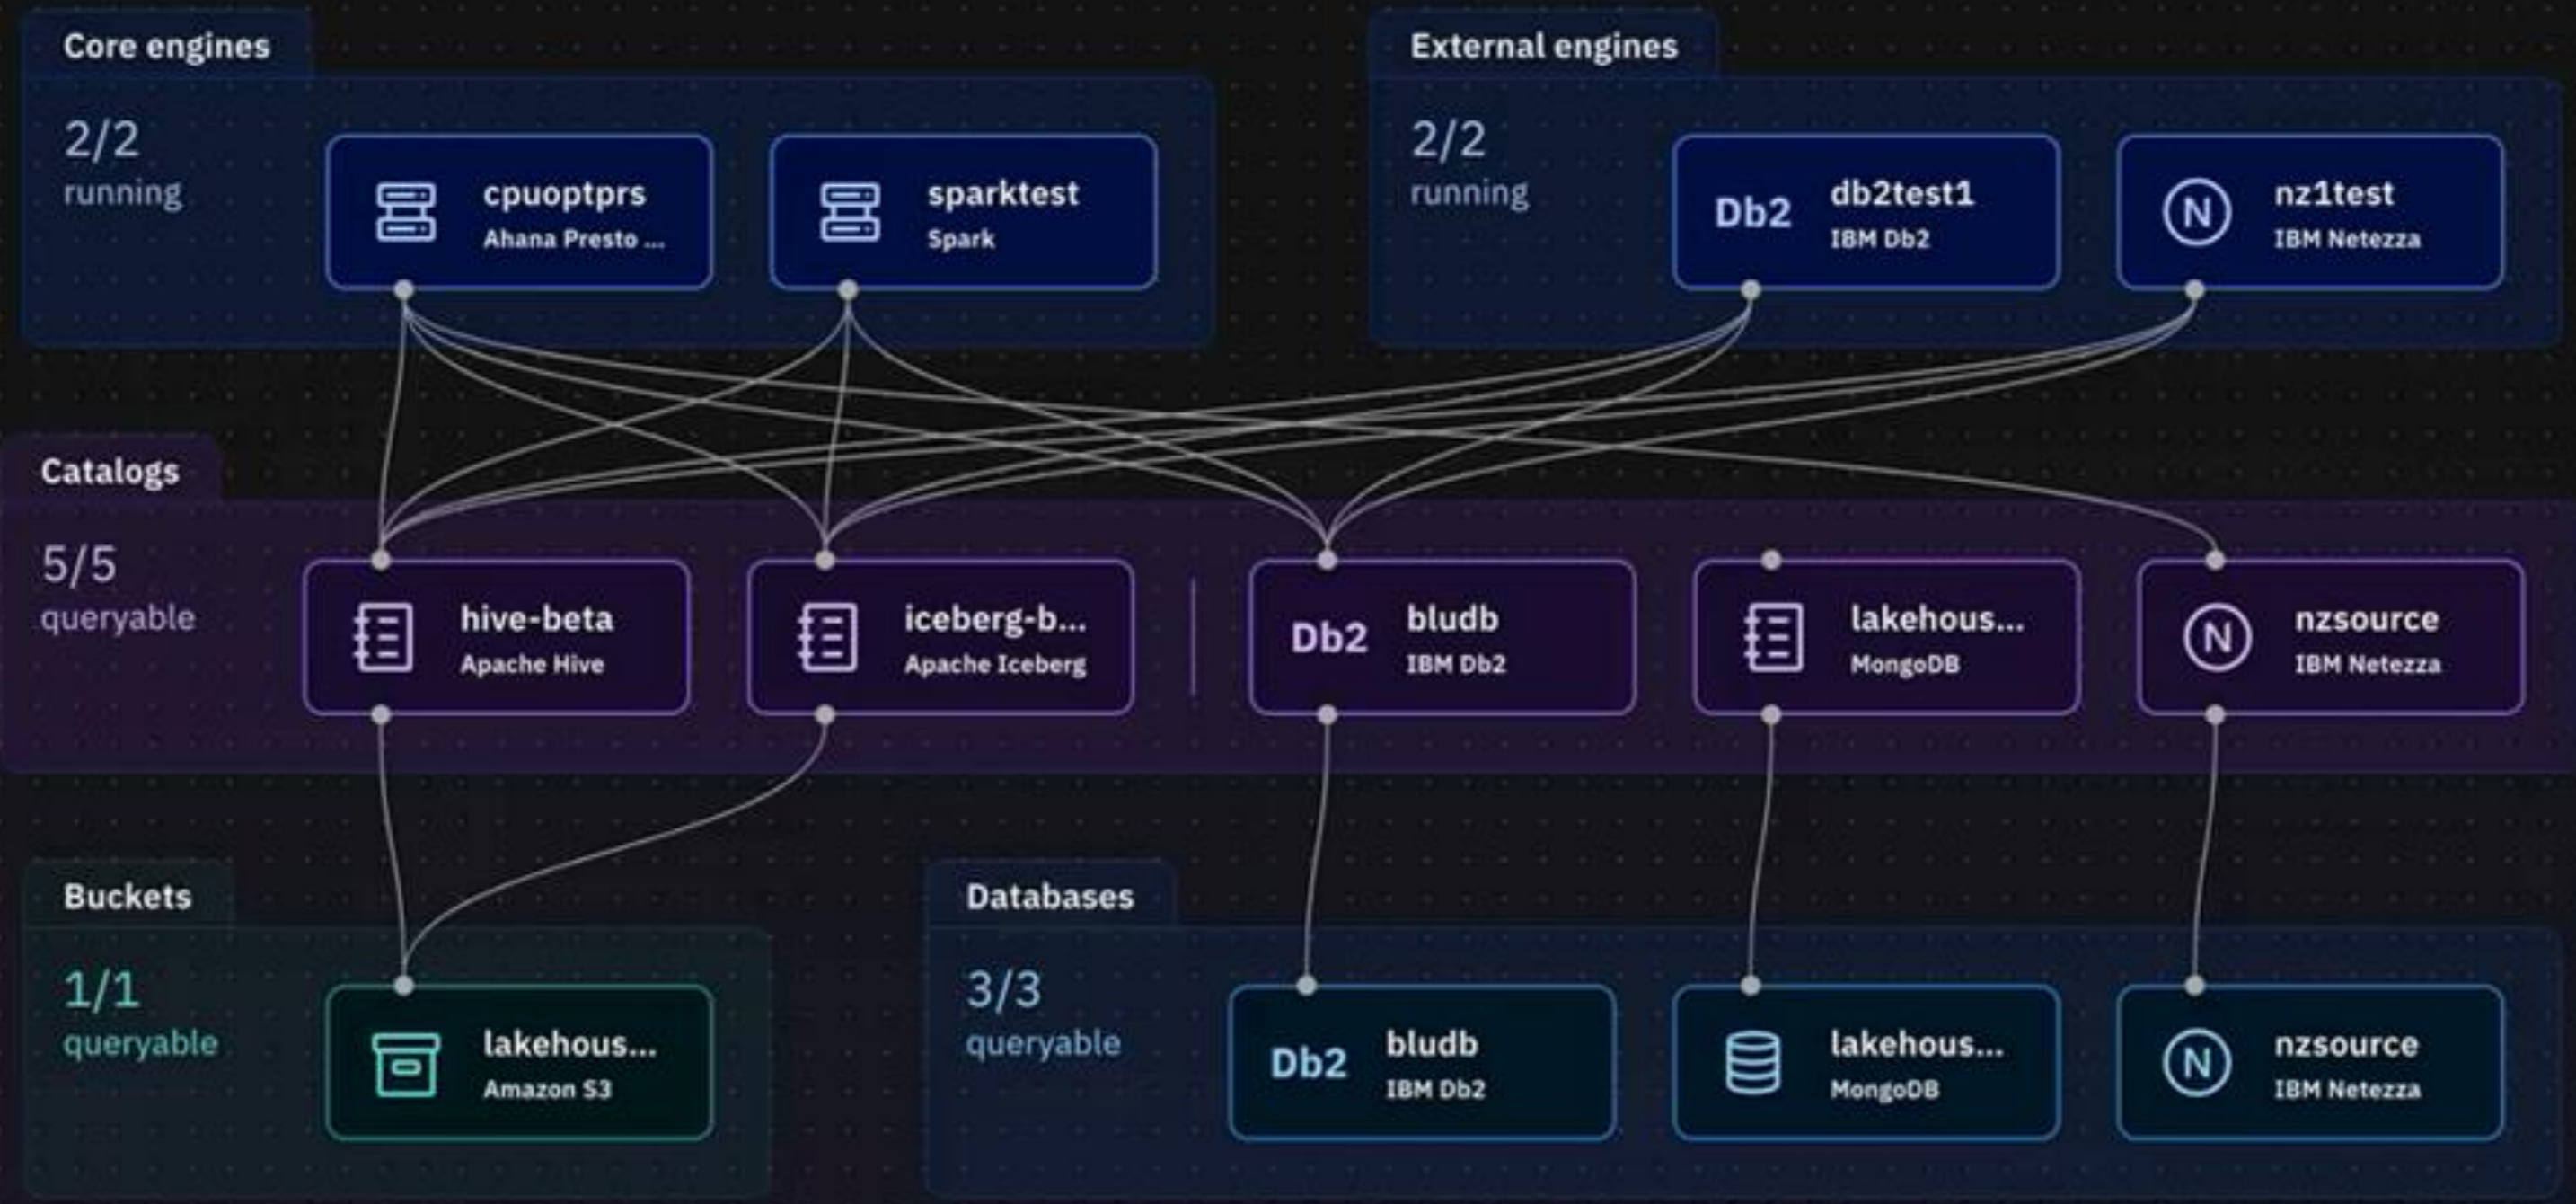 Core engines
2/2
running
cpuoptprs
Ahana Presto ...
sparktest
Spark
External engines
2/2
running
Db2
db2test1
IBM Db2
N
nz1test
IBM Netezza
Catalogs
5/5
queryable
hive-beta
Apache Hive
iceberg-b...
Apache Iceberg
Db2
bludb
IBM Db2
lakehous...
MongoDB
N
nzsource
IBM Netezza
Buckets
1/1
queryable
lakehous...
Amazon S3
Databases
3/3
queryable
Db2
bludb
IBM Db2
lakehous...
MongoDB
N
nzsource
IBM Netezza